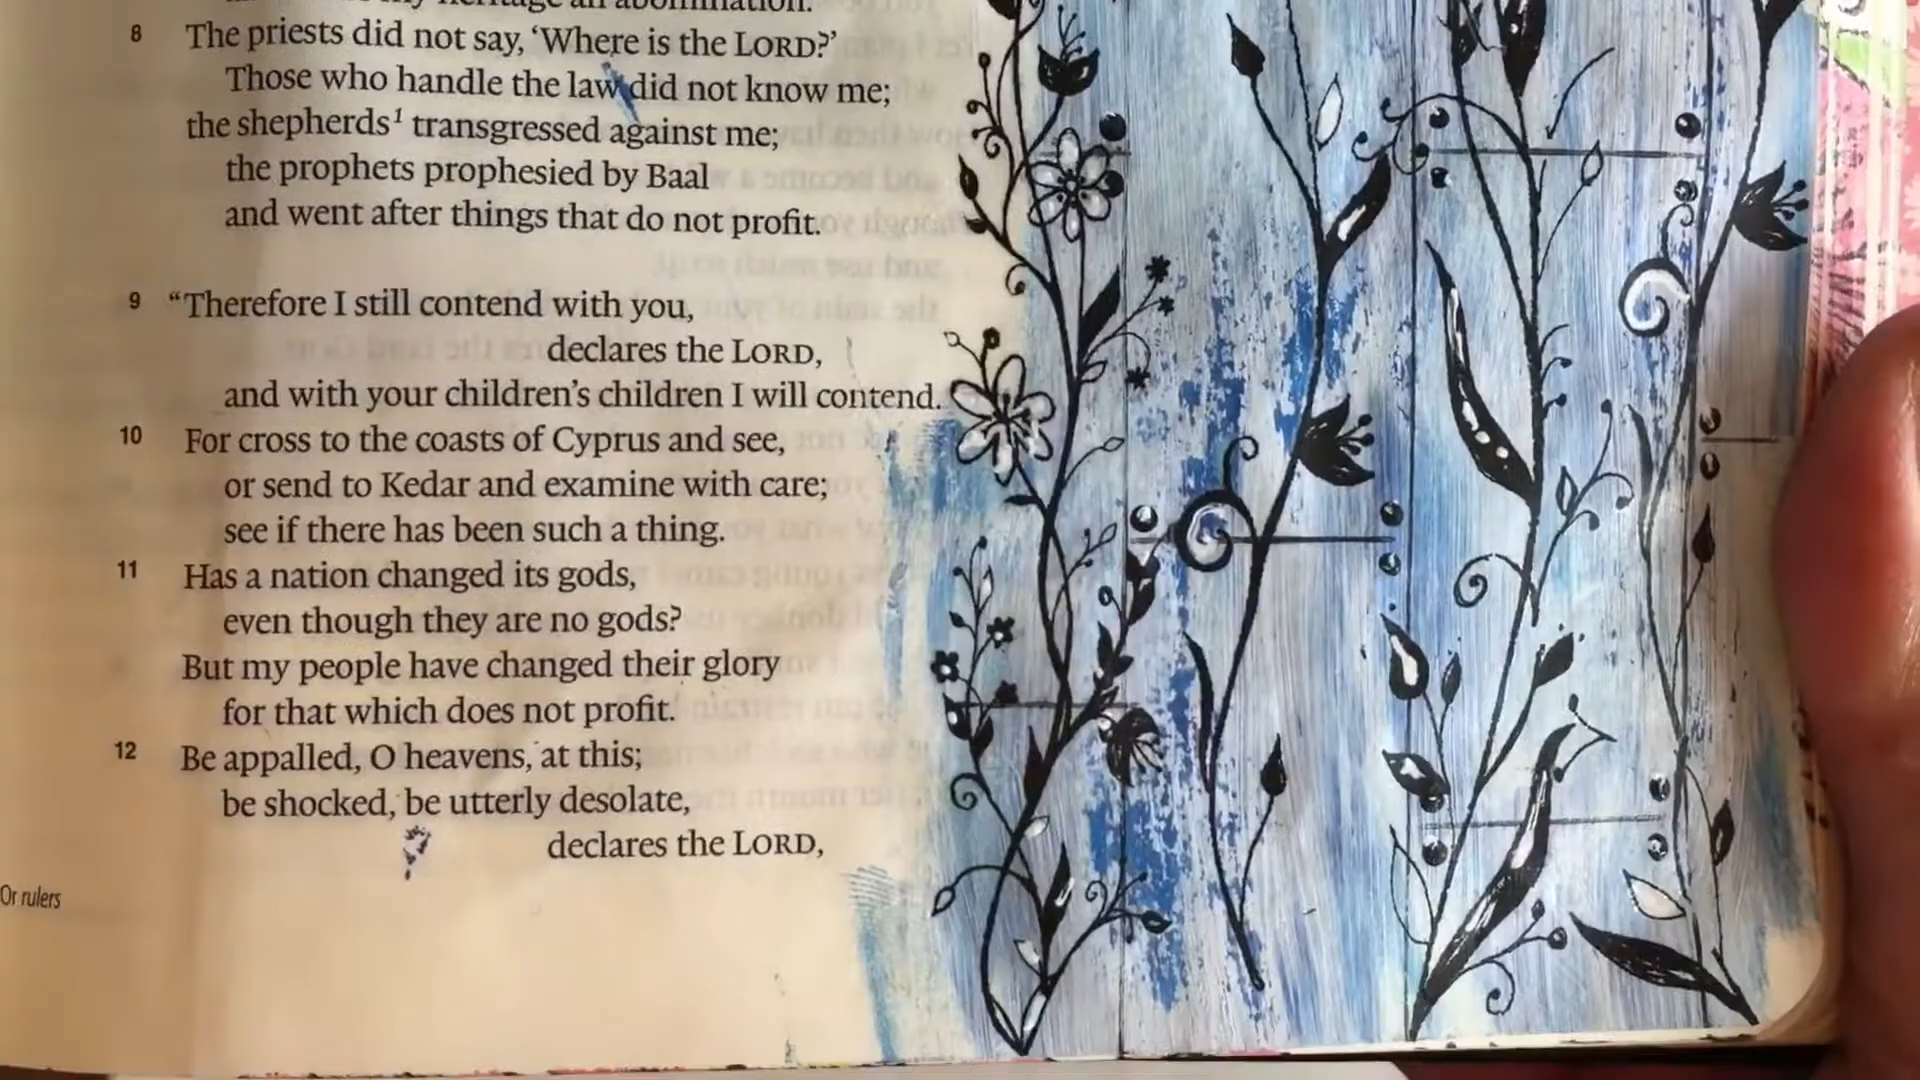 my heritage an abomination.
8 The priests did not say, ‘Where is the LORD?’
Those who handle the law did not know me;
the shepherds¹ transgressed against me;
the prophets prophesied by Baal
and went after things that do not profit.
9 “Therefore I still contend with you,
declares the LORD,
and with your children’s children I will contend.
10 For cross to the coasts of Cyprus and see,
or send to Kedar and examine with care;
see if there has been such a thing.
11 Has a nation changed its gods,
even though they are no gods?
But my people have changed their glory
for that which does not profit.
12 Be appalled, O heavens, at this;
be shocked, be utterly desolate,
declares the LORD,
Or rulers